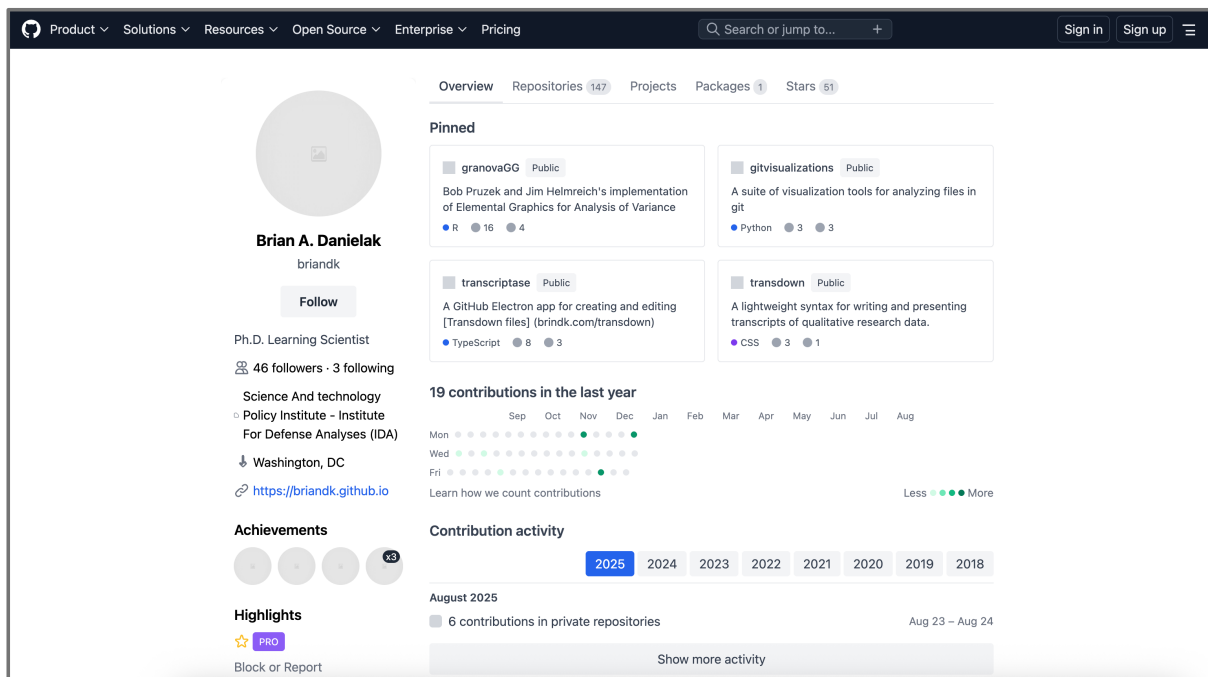 Product Solutions Resources Open Source Enterprise Pricing Search or jump to... Sign in Sign up
Overview Repositories 147 Projects Packages 1 Stars 51
Brian A. Danielak
briandk
Follow
Ph.D. Learning Scientist
46 followers · 3 following
Science And technology
Policy Institute - Institute
For Defense Analyses (IDA)
Washington, DC
https://briandk.github.io
Achievements
x3
Highlights
PRO
Block or Report
Pinned
granovaGG Public
Bob Pruzek and Jim Helmreich's implementation
of Elemental Graphics for Analysis of Variance
R 16 4
gitvisualizations Public
A suite of visualization tools for analyzing files in
git
Python 3 3
transcriptase Public
A GitHub Electron app for creating and editing
[Transdown files] (brindk.com/transdown)
TypeScript 8 3
transdown Public
A lightweight syntax for writing and presenting
transcripts of qualitative research data.
CSS 3 1
19 contributions in the last year
Sep Oct Nov Dec Jan Feb Mar Apr May Jun Jul Aug
Mon
Wed
Fri
Learn how we count contributions Less More
Contribution activity
2025 2024 2023 2022 2021 2020 2019 2018
August 2025
6 contributions in private repositories Aug 23 – Aug 24
Show more activity